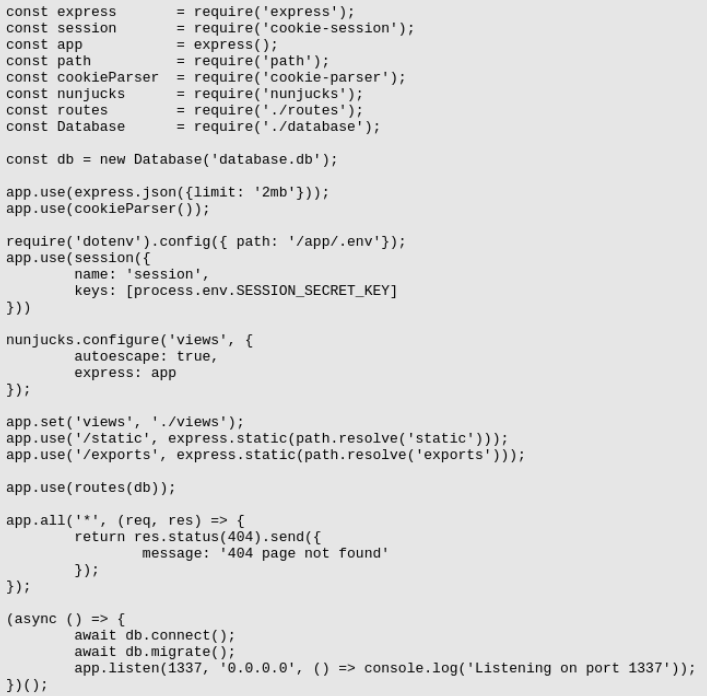 const express       = require('express');
const session       = require('cookie-session');
const app           = express();
const path          = require('path');
const cookieParser  = require('cookie-parser');
const nunjucks      = require('nunjucks');
const routes        = require('./routes');
const Database      = require('./database');

const db = new Database('database.db');

app.use(express.json({limit: '2mb'}));
app.use(cookieParser());

require('dotenv').config({ path: '/app/.env'});
app.use(session({
        name: 'session',
        keys: [process.env.SESSION_SECRET_KEY]
}))

nunjucks.configure('views', {
        autoescape: true,
        express: app
});

app.set('views', './views');
app.use('/static', express.static(path.resolve('static')));
app.use('/exports', express.static(path.resolve('exports')));

app.use(routes(db));

app.all('*', (req, res) => {
        return res.status(404).send({
                message: '404 page not found'
        });
});

(async () => {
        await db.connect();
        await db.migrate();
        app.listen(1337, '0.0.0.0', () => console.log('Listening on port 1337'));
})();